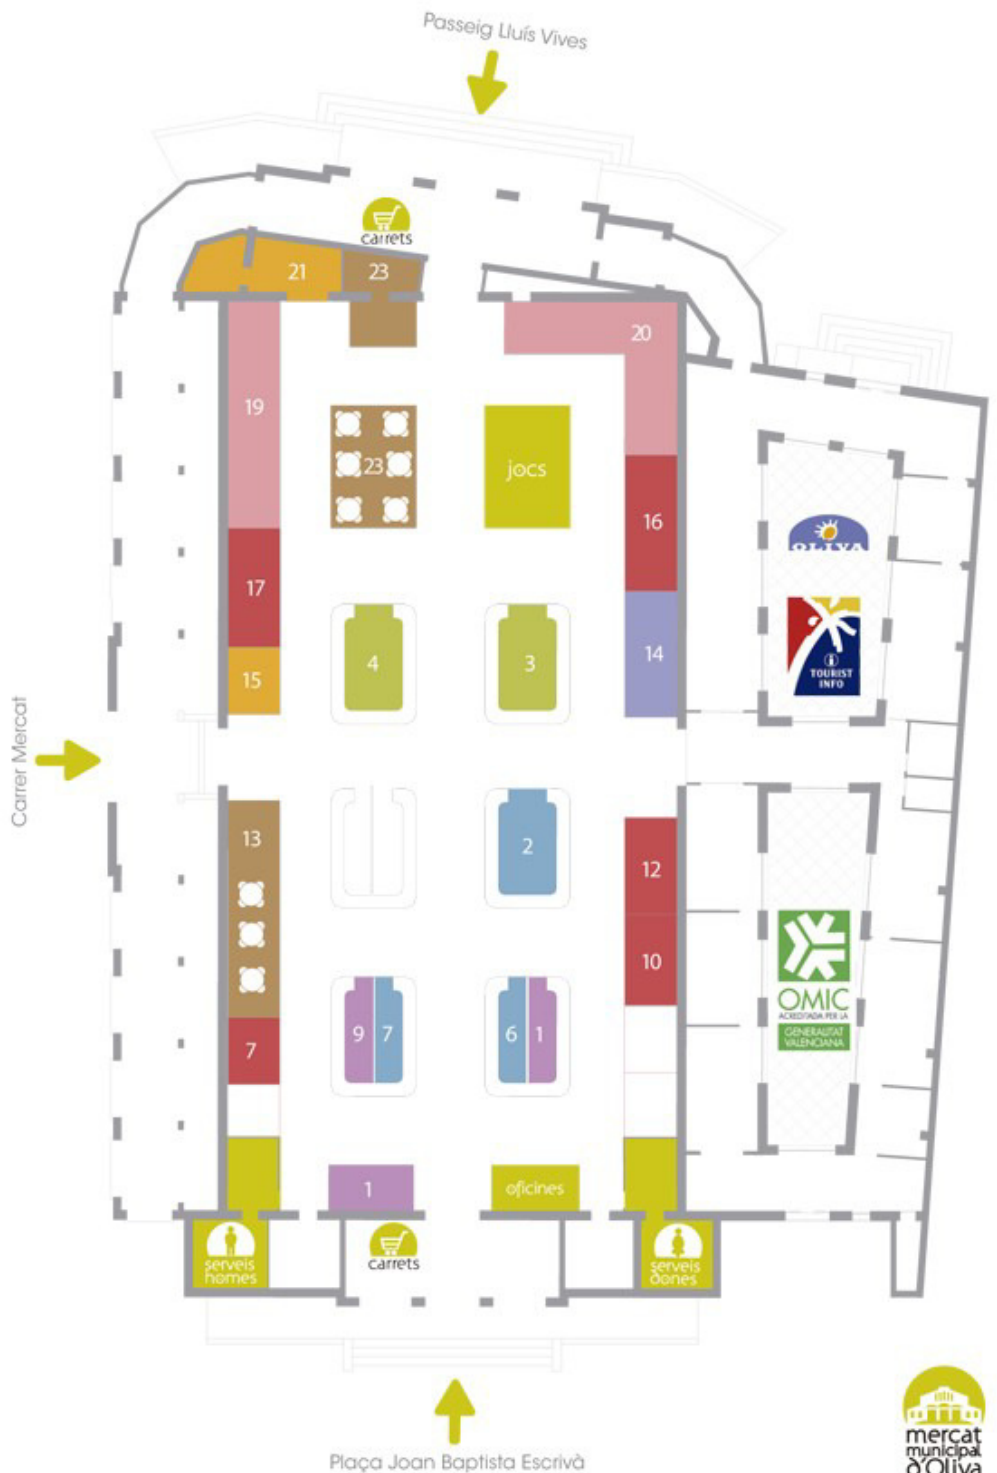 Passeig Lluís Vives
carrets
21
23
20
19
23
jocs
16
17
OLIVA
4
3
14
15
TOURIST
INFO
Carrer Mercat
13
2
12
10
OMIC
ACREDITADA PER LA
GENERALITAT
VALENCIANA
9
7
6
1
7
1
oficines
serveis
homes
carrets
serveis
dones
Plaça Joan Baptista Escrivà
mercat
municipal
d'Oliva